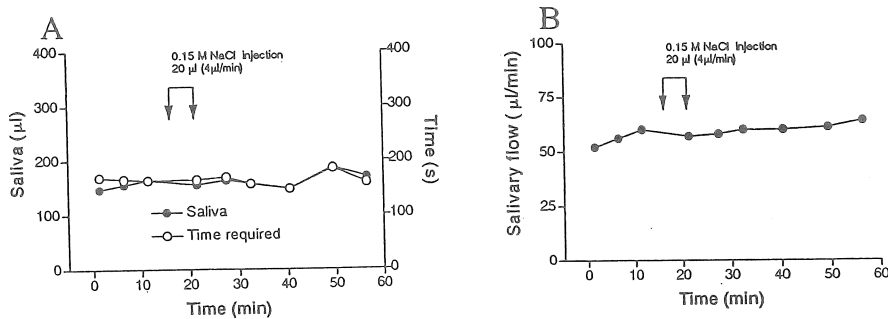 A
0.15 M NaCl injection
20 μl (4μl/min)
400
300
200
100
0
Saliva (μl)
400
300
200
100
0
Time (s)
Saliva
Time required
0 10 20 30 40 50 60
Time (min)
B
0.15 M NaCl injection
20 μl (4μl/min)
100
75
50
25
0
Salivary flow ( μl/min)
0 10 20 30 40 50 60
Time (min)